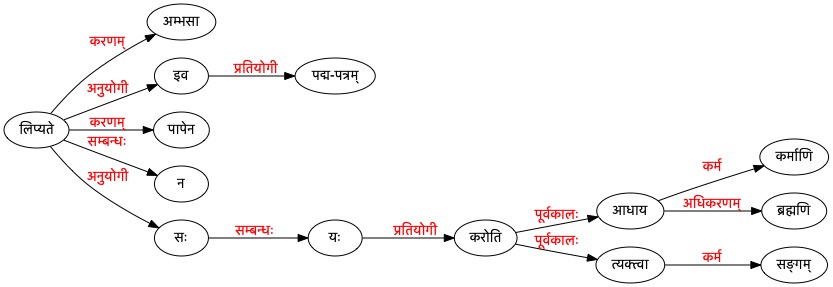 अम्भसा
करणम्
इव
प्रतियोगी
पद्म-पत्रम्
अनुयोगी
लिप्यते
करणम्
पापेन
सम्बन्धः
न
अनुयोगी
सः
सम्बन्धः
यः
प्रतियोगी
करोति
पूर्वकालः
आधाय
कर्म
कर्माणि
अधिकरणम्
ब्रह्मणि
पूर्वकालः
त्यक्त्वा
कर्म
सङ्गम्